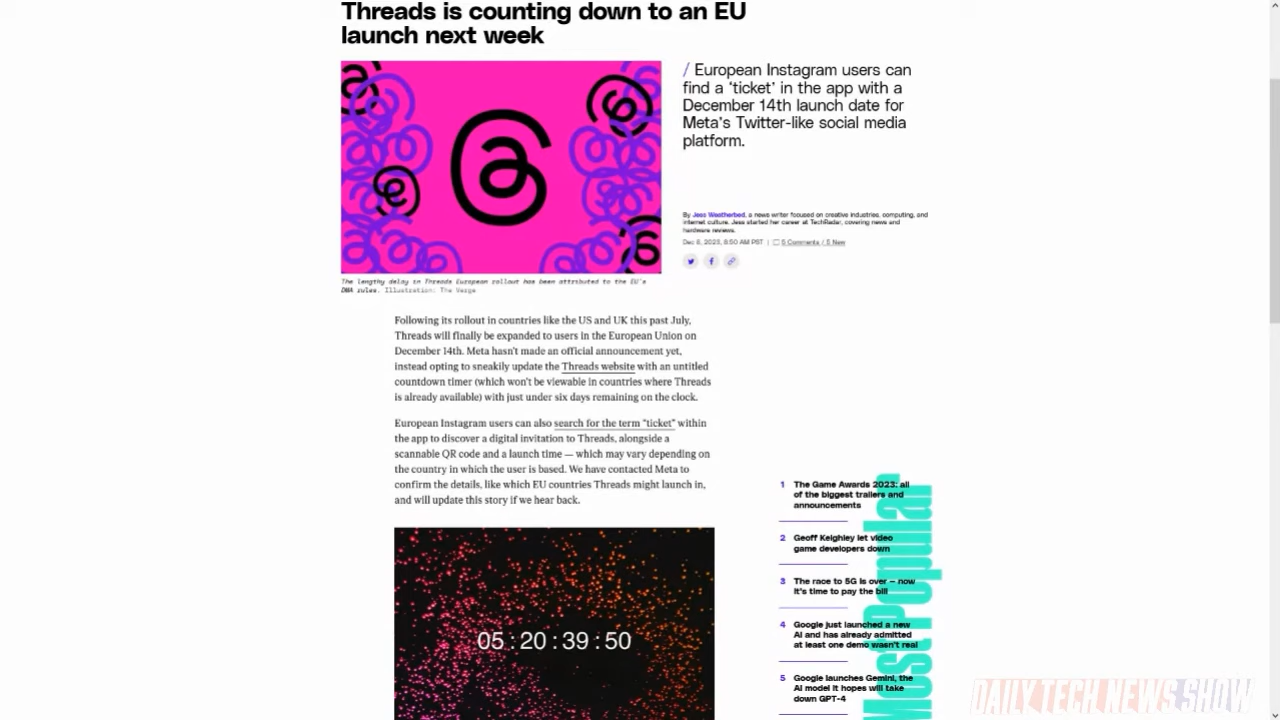 Threads is counting down to an EU
launch next week
/ European Instagram users can
find a ‘ticket’ in the app with a
December 14th launch date for
Meta’s Twitter-like social media
platform.
By Jess Weatherbed, a news writer focused on creative industries, computing, and
internet culture. Jess started her career at TechRadar, covering news and
hardware reviews.
Dec 8, 2023, 8:50 AM PST | 5 Comments / 5 New
The lengthy delay in Threads European rollout has been attributed to the EU’s
DMA rules. Illustration: The Verge
Following its rollout in countries like the US and UK this past July,
Threads will finally be expanded to users in the European Union on
December 14th. Meta hasn’t made an official announcement yet,
instead opting to sneakily update the Threads website with an untitled
countdown timer (which won’t be viewable in countries where Threads
is already available) with just under six days remaining on the clock.
European Instagram users can also search for the term “ticket” within
the app to discover a digital invitation to Threads, alongside a
scannable QR code and a launch time — which may vary depending on
the country in which the user is based. We have contacted Meta to
confirm the details, like which EU countries Threads might launch in,
and will update this story if we hear back.
05 : 20 : 39 : 50
Most Popular
1 The Game Awards 2023: all
of the biggest trailers and
announcements
2 Geoff Keighley let video
game developers down
3 The race to 5G is over — now
it’s time to pay the bill
4 Google just launched a new
AI and has already admitted
at least one demo wasn’t real
5 Google launches Gemini, the
AI model it hopes will take
down GPT-4
DAILY TECH NEWS SHOW